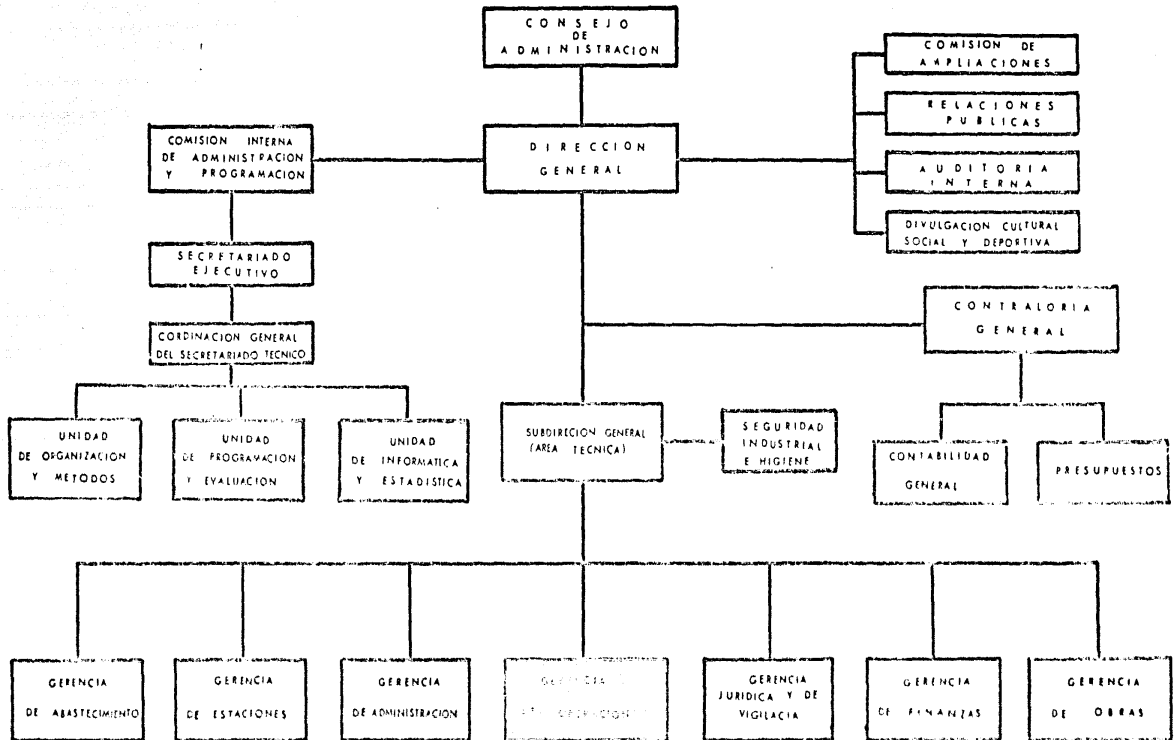 CONSEJO
DE
ADMINISTRACION
COMISION DE
AMPLIACIONES
RELACIONES
PUBLICAS
COMISION INTERNA
DE ADMINISTRACION
Y PROGRAMACION
DIRECCION
GENERAL
AUDITORIA
INTERNA
DIVULGACION CULTURAL
SOCIAL Y DEPORTIVA
SECRETARIADO
EJECUTIVO
CONTRALORIA
GENERAL
CORDINACION GENERAL
DEL SECRETARIADO TECNICO
UNIDAD
DE ORGANIZACION
Y METODOS
UNIDAD
DE PROGRAMACION
Y EVALUACION
UNIDAD
DE INFORMATICA
Y ESTADISTICA
SUBDIRECION GENERAL
(AREA TECNICA)
SEGURIDAD
INDUSTRIAL
E HIGIENE
CONTABILIDAD
GENERAL
PRESUPUESTOS
GERENCIA
DE ABASTECIMIENTO
GERENCIA
DE ESTACIONES
GERENCIA
DE ADMINISTRACION
GERENCIA
GERENCIA
JURIDICA Y DE
VIGILACIA
GERENCIA
DE FINANZAS
GERENCIA
DE OBRAS